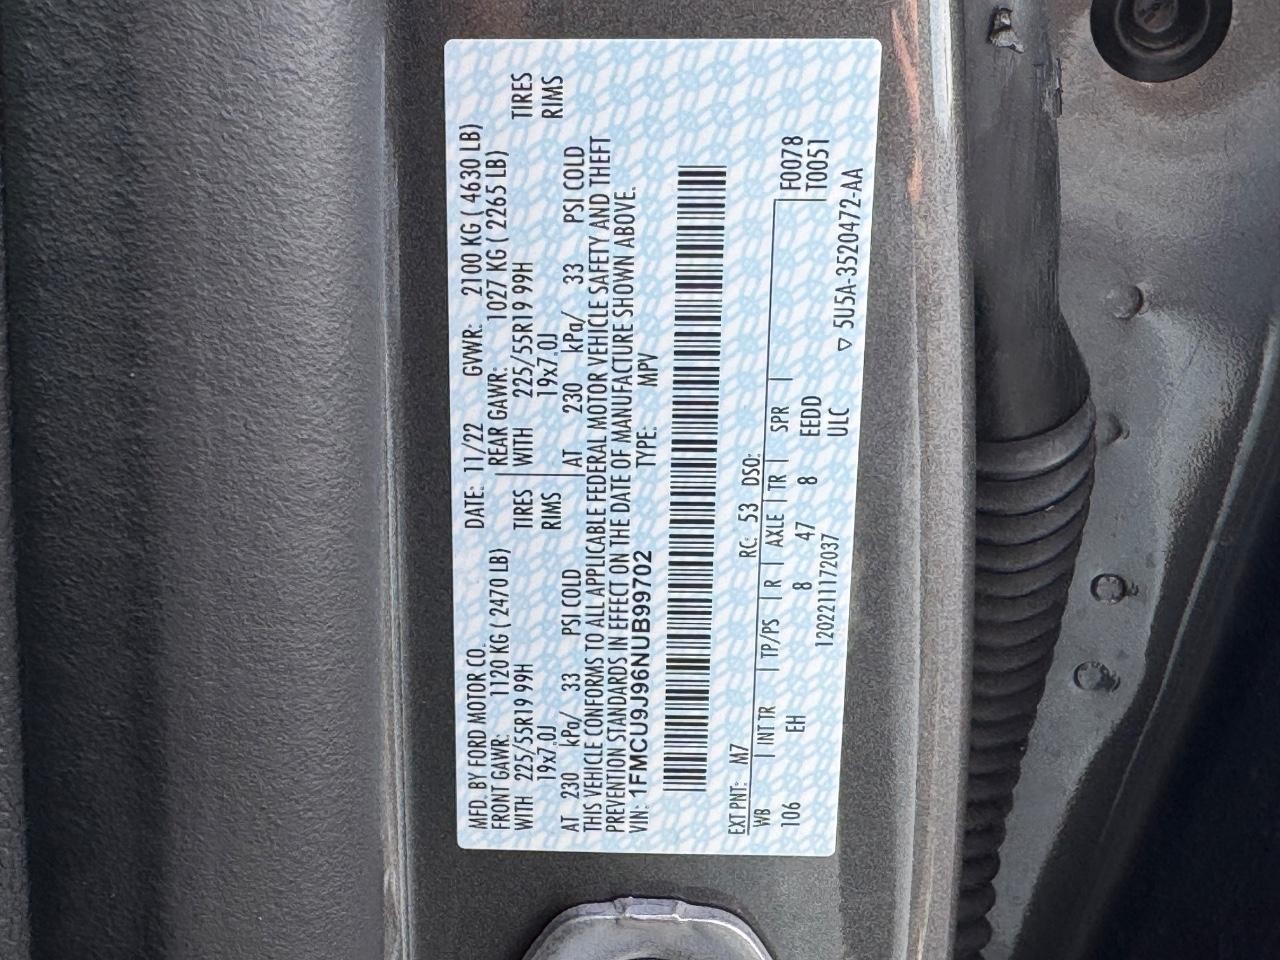 MFD. BY FORD MOTOR CO. DATE: 11/22 GVWR: 2100 KG ( 4630 LB)
FRONT GAWR: 1120 KG ( 2470 LB) REAR GAWR: 1027 KG ( 2265 LB)
WITH 225/55R19 99H TIRES WITH 225/55R19 99H TIRES
19x7.0J RIMS 19x7.0J RIMS
AT 230 kPa/ 33 PSI COLD AT 230 kPa/ 33 PSI COLD
THIS VEHICLE CONFORMS TO ALL APPLICABLE FEDERAL MOTOR VEHICLE SAFETY AND THEFT
PREVENTION STANDARDS IN EFFECT ON THE DATE OF MANUFACTURE SHOWN ABOVE.
VIN: 1FMCU9J96NUB99702 TYPE: MPV
EXT PNT: M7 RC: 53 DSO:
WB | INT TR | TP/PS | R | AXLE | TR | SPR | F0078
106 EH 8 47 8 EEDD T0051
1202211172037 ULC
▽ 5U5A-3520472-AA